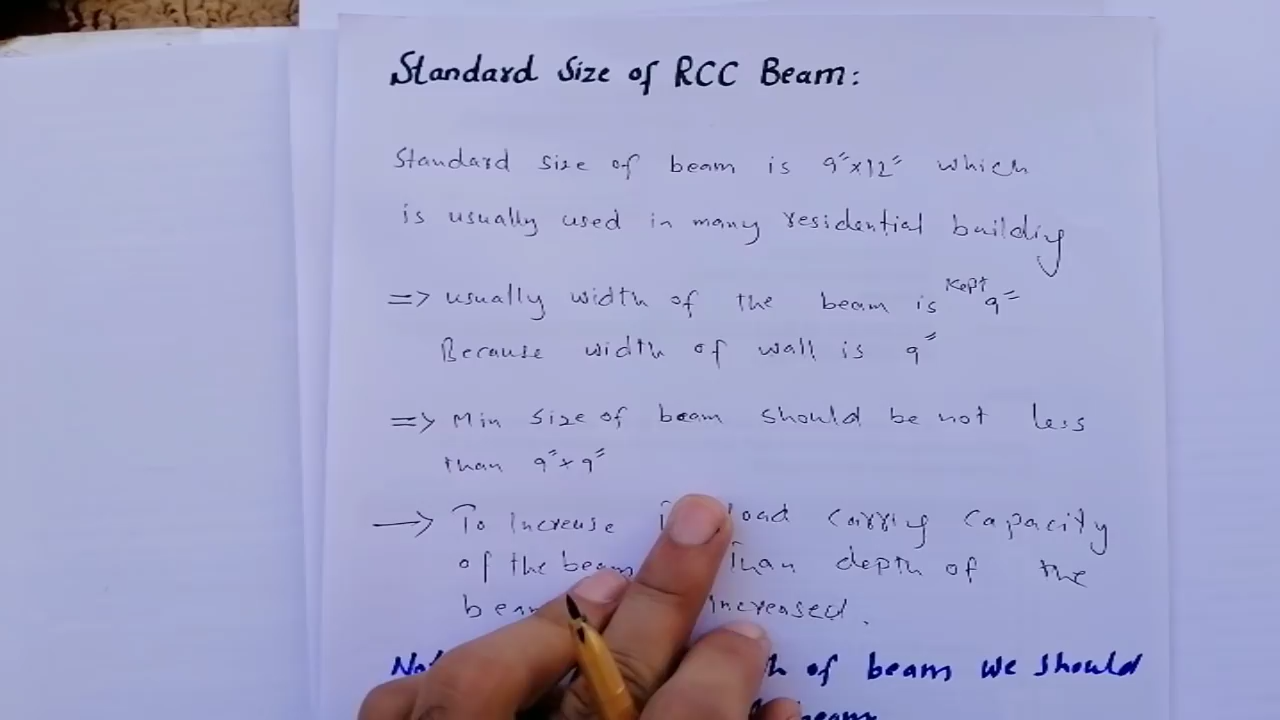 Standard Size of RCC Beam:
Standard size of beam is 9"x12" which
is usually used in many residential building
=> usually width of the beam is Kept 9"
Because width of wall is 9"
=> Min size of beam should be not less
than 9"x9"
→ To Increase load carrying capacity
of the beam Than depth of the
increased.
of beam we should
beam